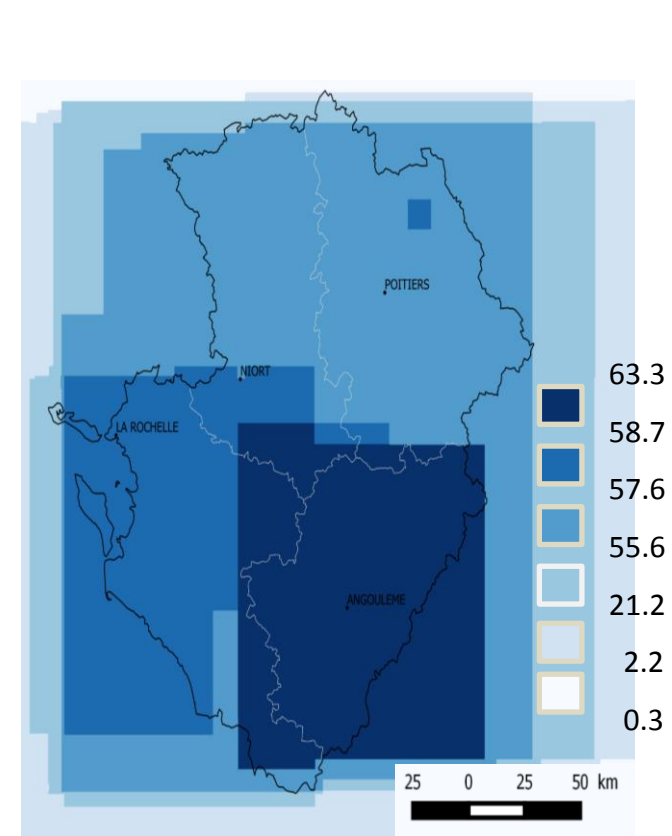 POITIERS
NIORT
LA ROCHELLE
ANGOULEME
63.3
58.7
57.6
55.6
21.2
2.2
0.3
25 0 25 50 km